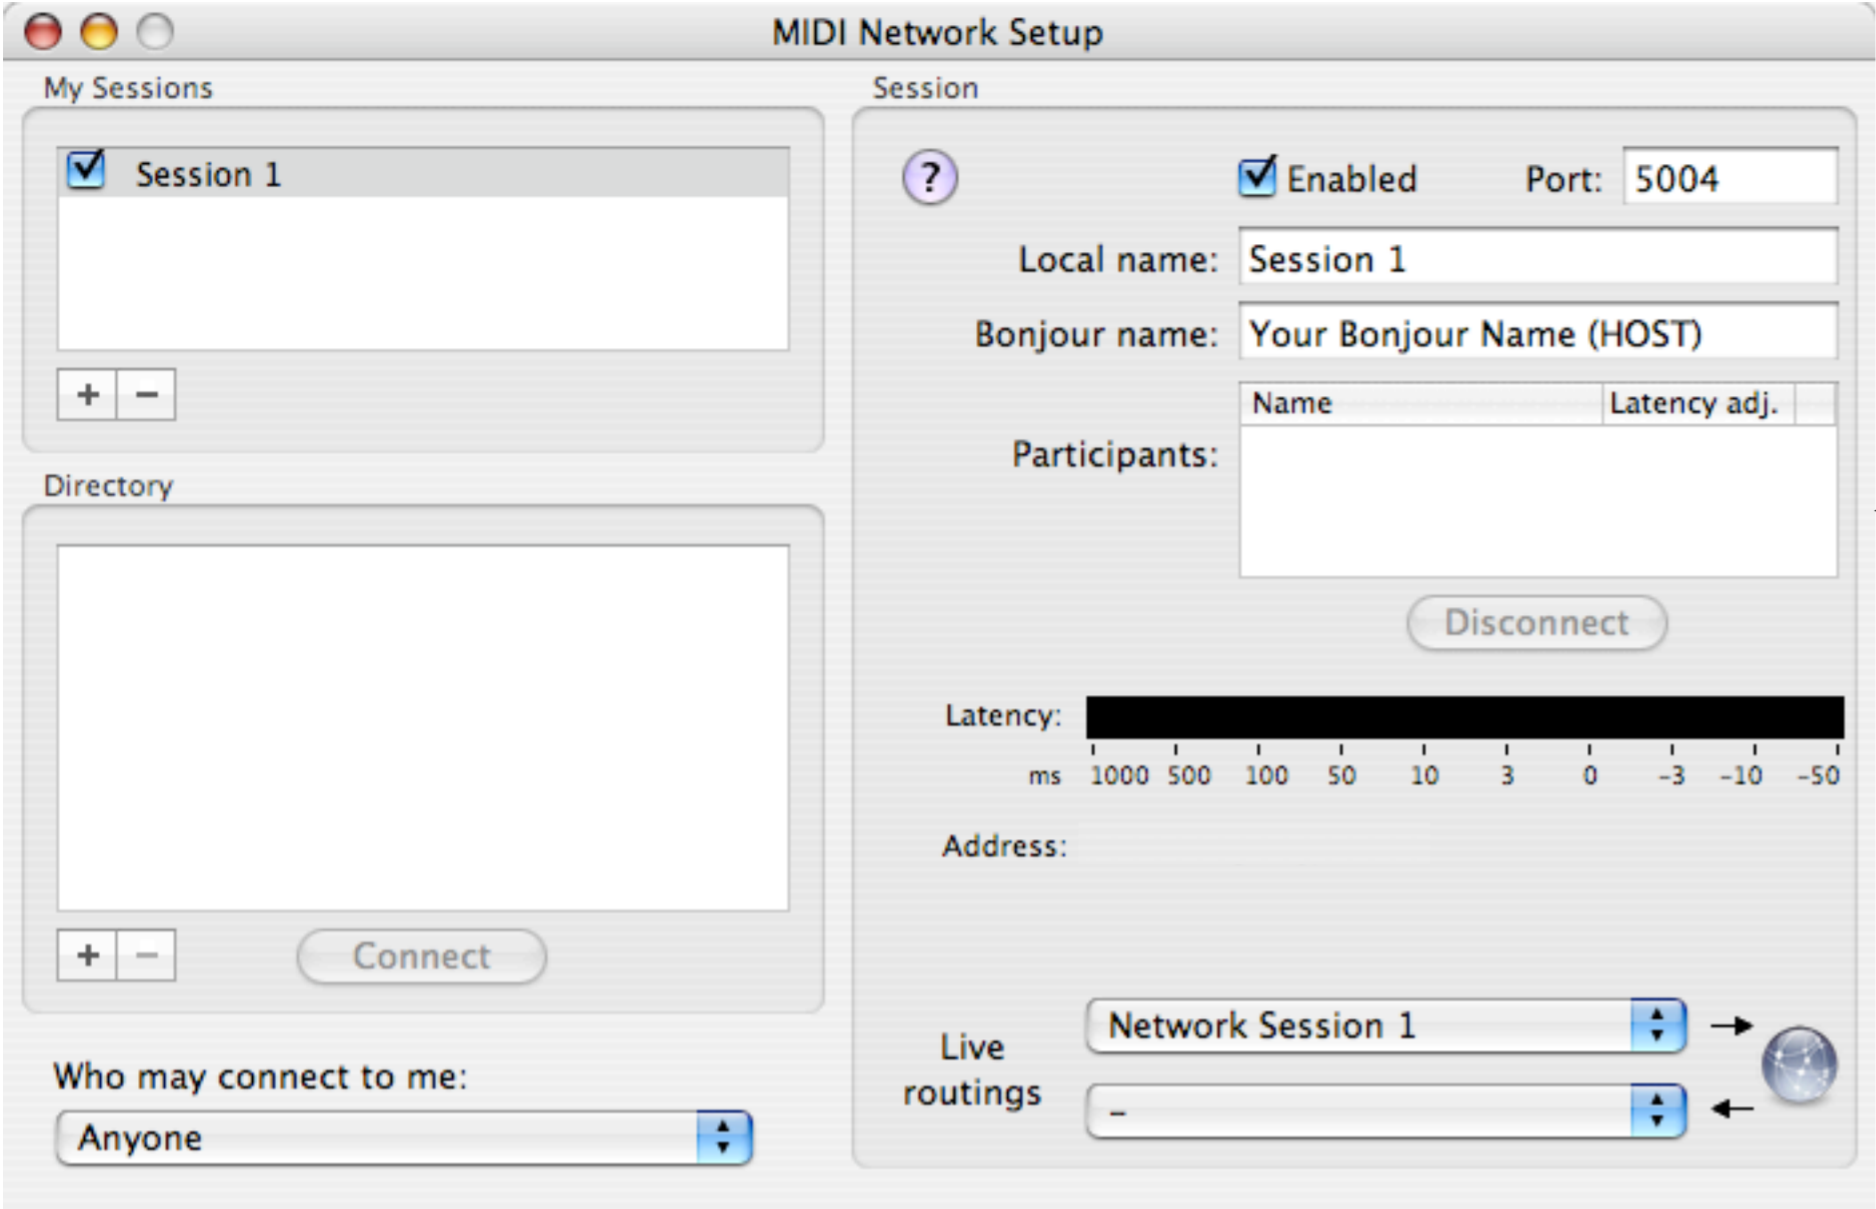 MIDI Network Setup
My Sessions
Session 1
+ −
Directory
+ −
Connect
Who may connect to me:
Anyone
Session
?
Enabled
Port: 5004
Local name: Session 1
Bonjour name: Your Bonjour Name (HOST)
Name Latency adj.
Participants:
Disconnect
Latency:
ms 1000 500 100 50 10 3 0 -3 -10 -50
Address:
Live
routings
Network Session 1
-